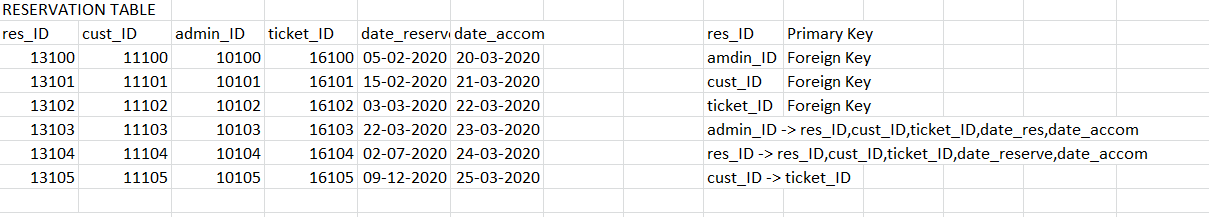 RESERVATION TABLE
res_ID cust_ID admin_ID ticket_ID date_reserve date_accom res_ID Primary Key
13100 11100 10100 16100 05-02-2020 20-03-2020 amdin_ID Foreign Key
13101 11101 10101 16101 15-02-2020 21-03-2020 cust_ID Foreign Key
13102 11102 10102 16102 03-03-2020 22-03-2020 ticket_ID Foreign Key
13103 11103 10103 16103 22-03-2020 23-03-2020 admin_ID -> res_ID,cust_ID,ticket_ID,date_res,date_accom
13104 11104 10104 16104 02-07-2020 24-03-2020 res_ID -> res_ID,cust_ID,ticket_ID,date_reserve,date_accom
13105 11105 10105 16105 09-12-2020 25-03-2020 cust_ID -> ticket_ID